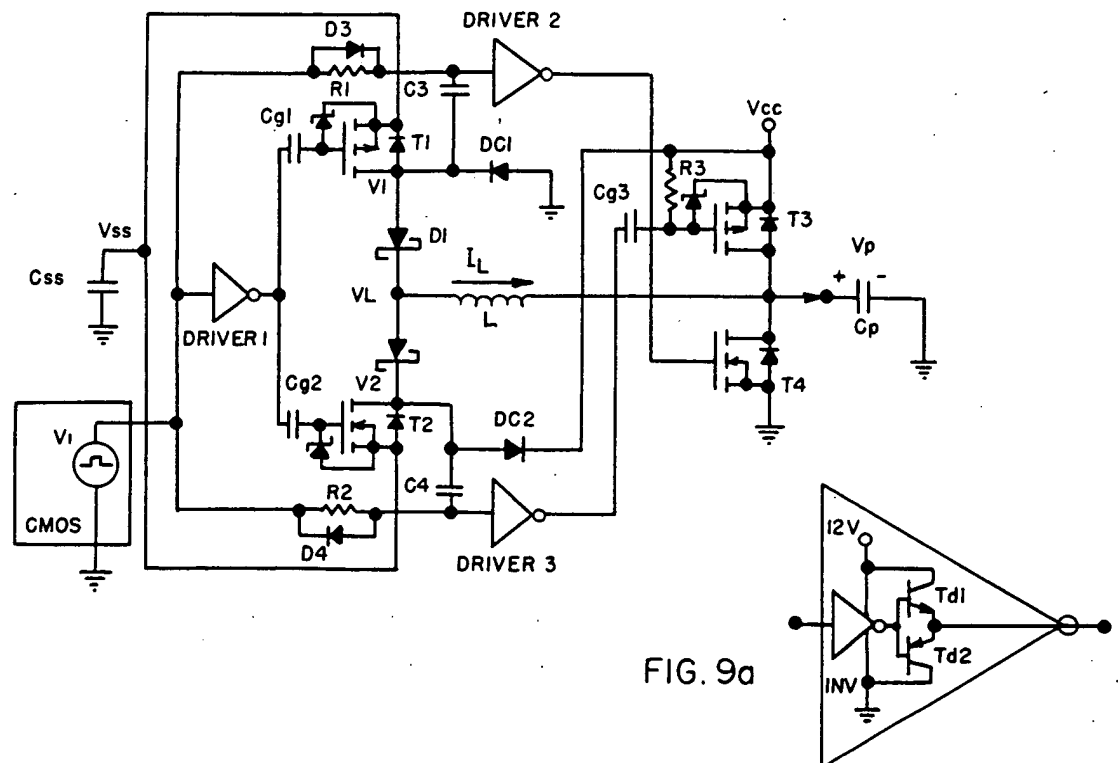 D3
DRIVER 2
R1
C3
Vcc
Cg1
T1
DC1
R3
V1
Cg3
T3
Vss
D1
IL
Vp
Css
VL
L
+ -
DRIVER 1
Cp
Cg2
V2
T2
DC2
T4
VI
R2
C4
CMOS
D4
DRIVER 3
12V
Td1
Td2
FIG. 9a
INV